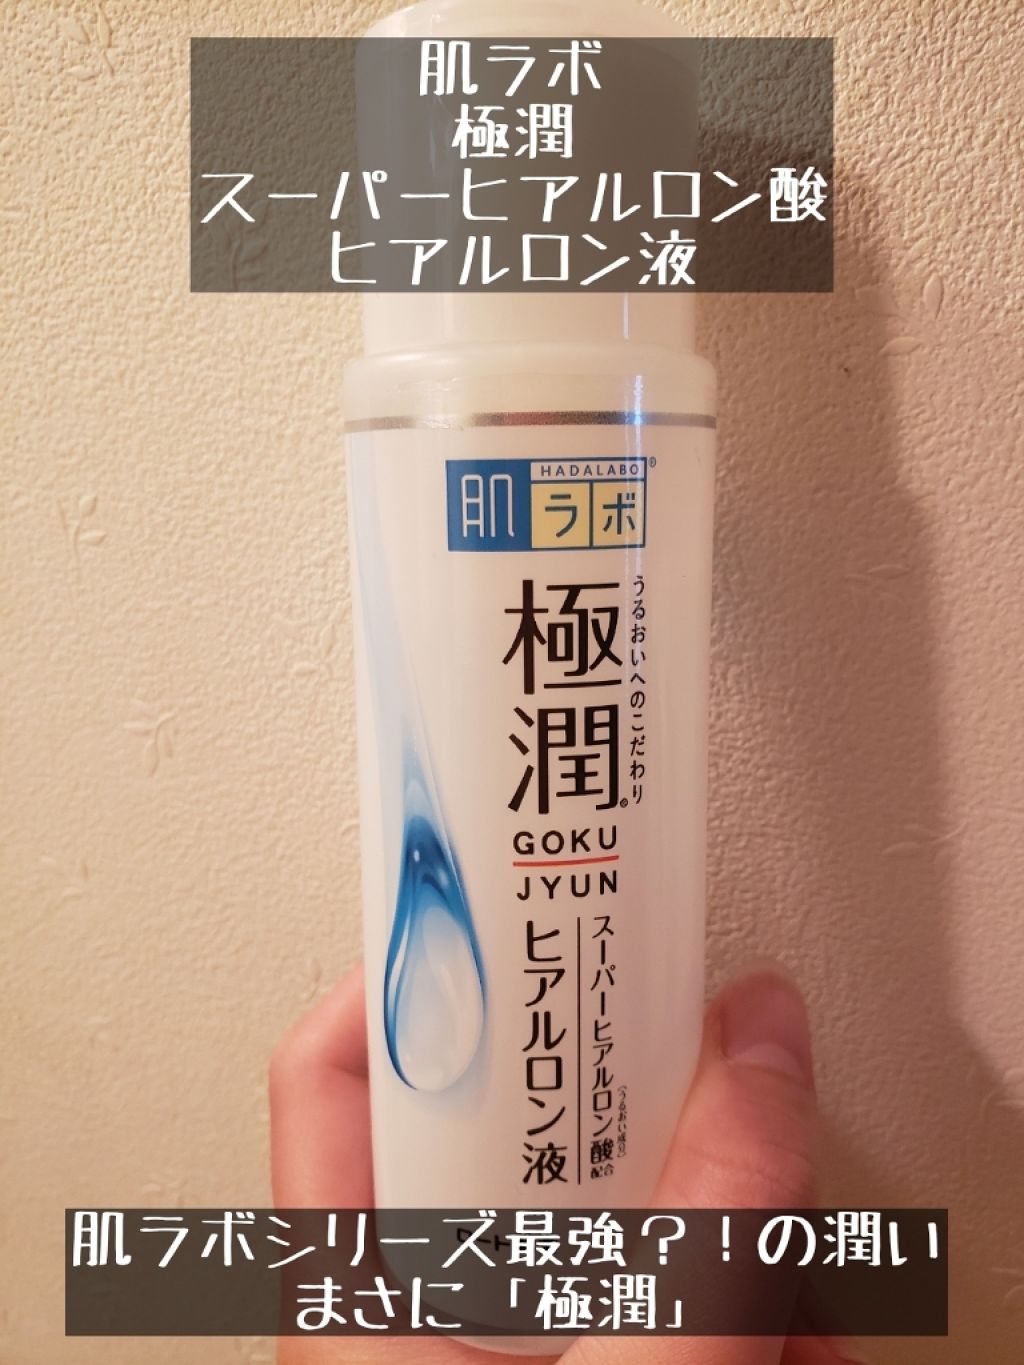 肌ラボ
極潤
スーパーヒアルロン酸
ヒアルロン液
HADALABO
肌ラボ
®
極潤®
うるおいへのこだわり
GOKU
JYUN
ヒアルロン液
スーパーヒアルロン酸(うるおい成分)配合
肌ラボシリーズ最強？！の潤い
まさに「極潤」